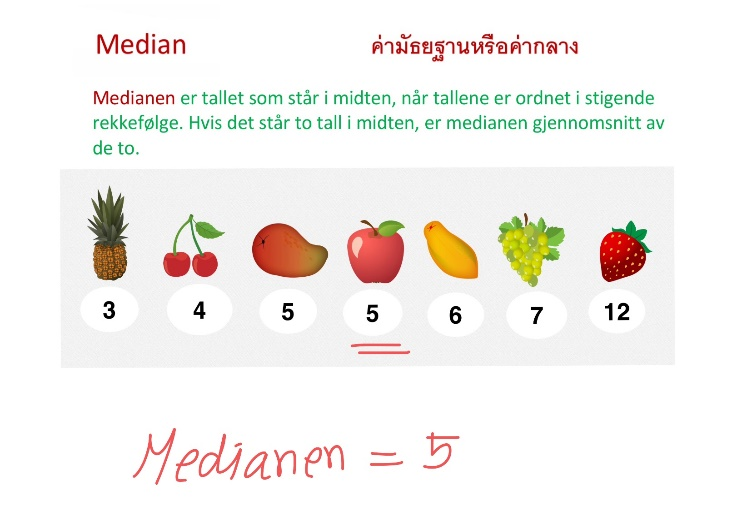 Median
ค่ามัธยฐานหรือค่ากลาง
Medianen er tallet som står i midten, når tallene er ordnet i stigende
rekkefølge. Hvis det står to tall i midten, er medianen gjennomsnitt av
de to.
3 4 5 5 6 7 12
Medianen = 5